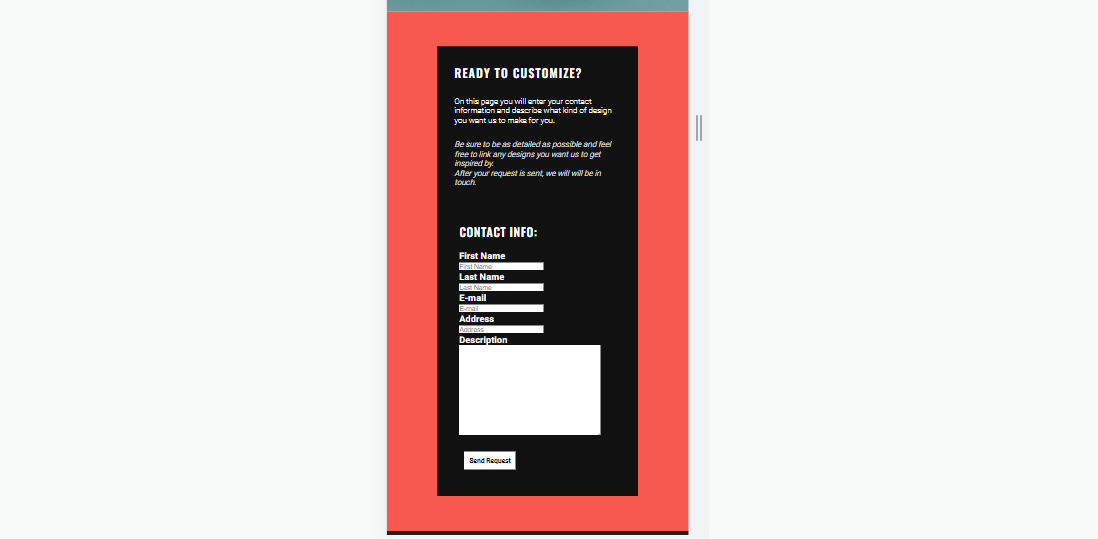 READY TO CUSTOMIZE?
On this page you will enter your contact
information and describe what kind of design
you want us to make for you.
Be sure to be as detailed as possible and feel
free to link any designs you want us to get
inspired by.
After your request is sent, we will will be in
touch.
CONTACT INFO:
First Name
First Name
Last Name
Last Name
E-mail
E-mail
Address
Address
Description
Send Request